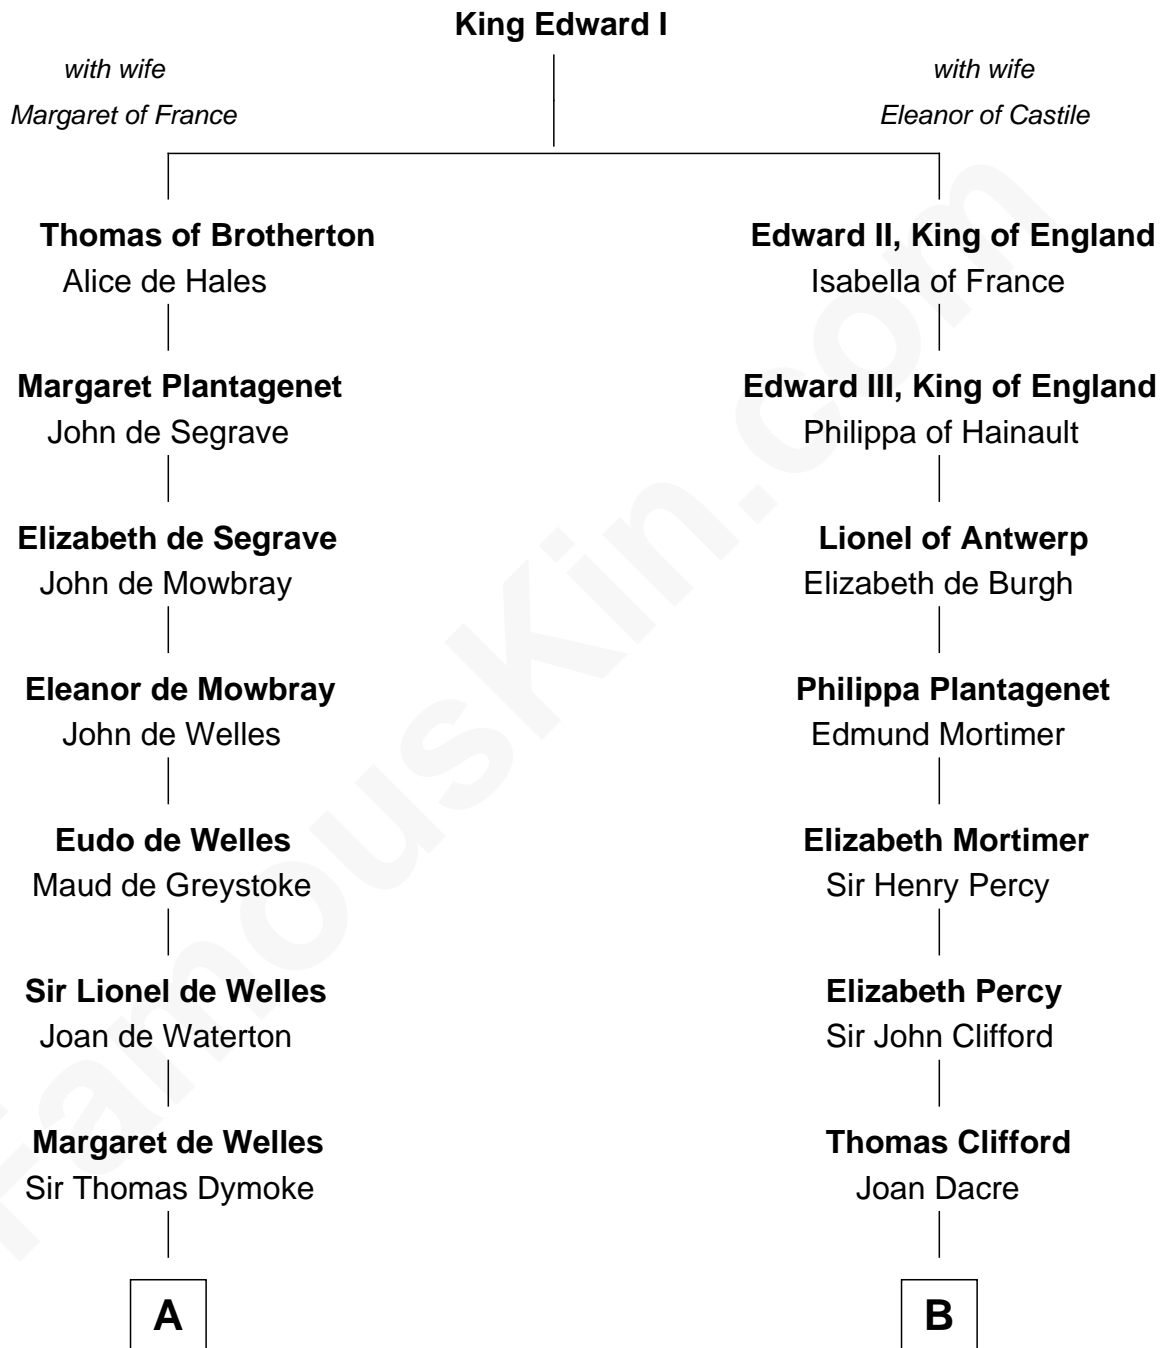 King Edward I
with wife
Margaret of France
with wife
Eleanor of Castile
Thomas of Brotherton
Alice de Hales
Edward II, King of England
Isabella of France
Margaret Plantagenet
John de Segrave
Edward III, King of England
Philippa of Hainault
Elizabeth de Segrave
John de Mowbray
Lionel of Antwerp
Elizabeth de Burgh
Eleanor de Mowbray
John de Welles
Philippa Plantagenet
Edmund Mortimer
Eudo de Welles
Maud de Greystoke
Elizabeth Mortimer
Sir Henry Percy
Sir Lionel de Welles
Joan de Waterton
Elizabeth Percy
Sir John Clifford
Margaret de Welles
Sir Thomas Dymoke
Thomas Clifford
Joan Dacre
A
B
FamousKin.com